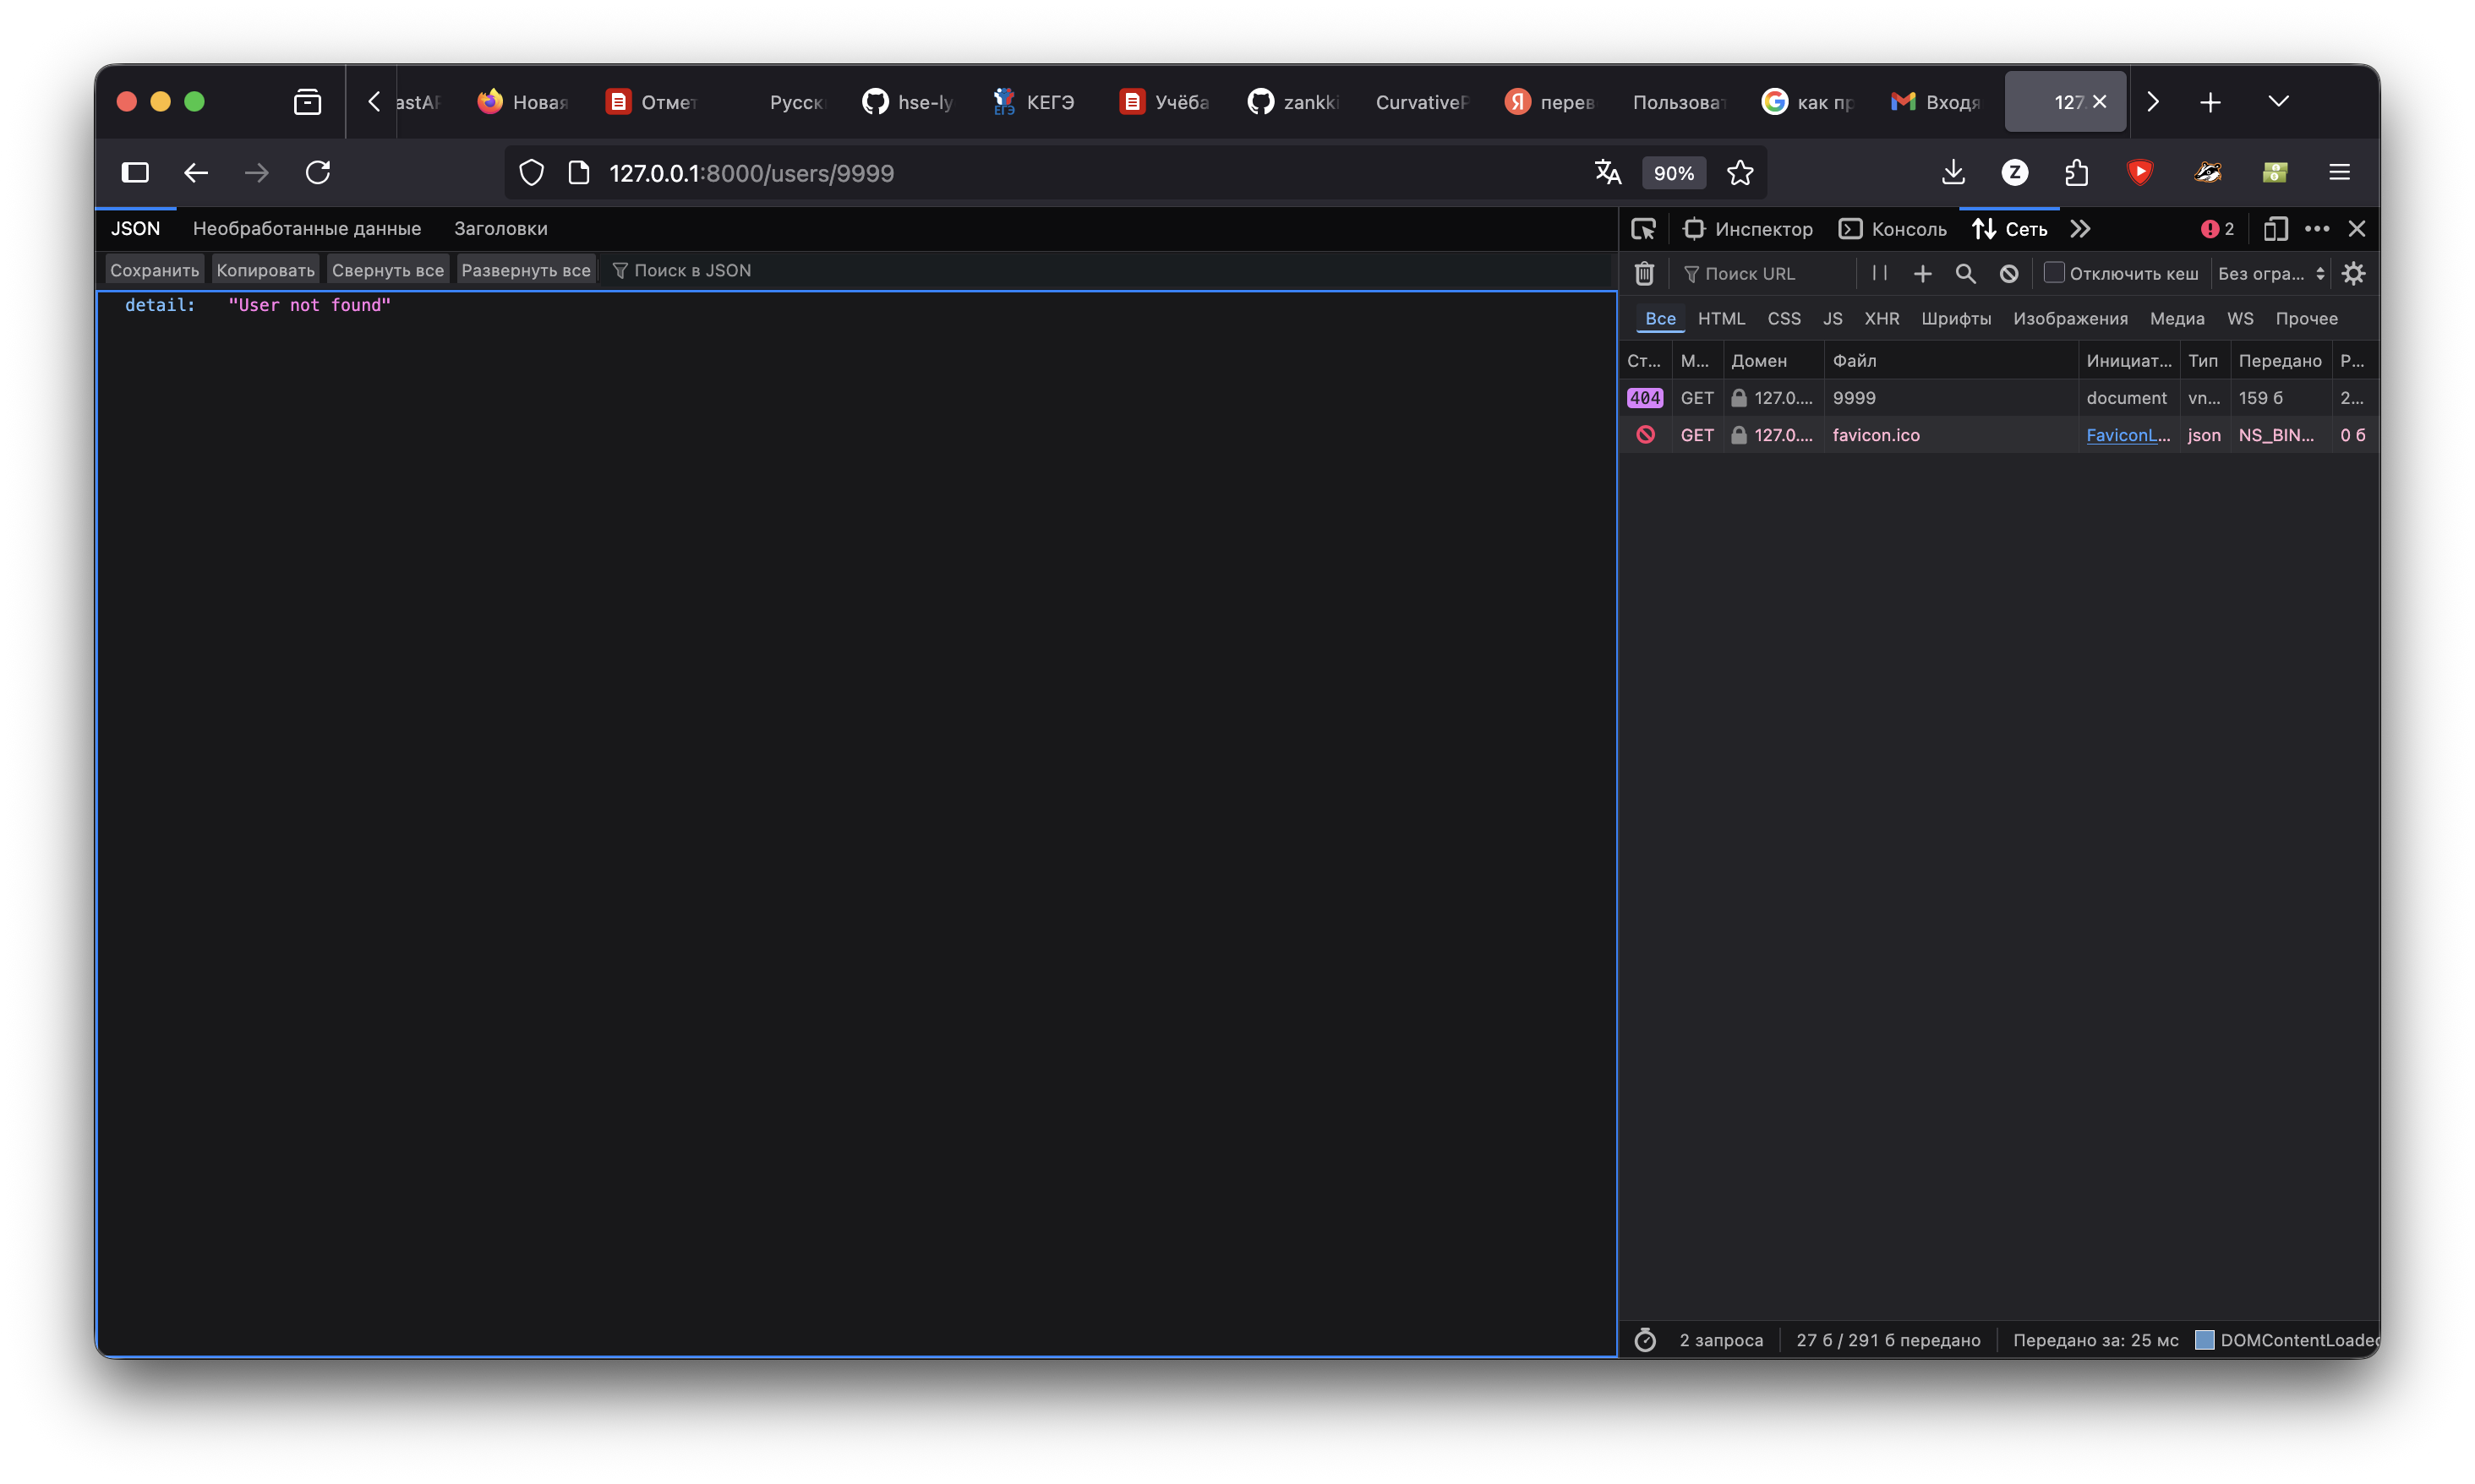 astAP Новая Отмет Русск hse-ly КЕГЭ Учёба zankki CurvativeP перев Пользоват как пр Входя 127.
127.0.0.1:8000/users/9999 90% Z
JSON Необработанные данные Заголовки
Инспектор Консоль Сеть 2
Сохранить Копировать Свернуть все Развернуть все Поиск в JSON
Поиск URL Отключить кеш Без огра...
detail: "User not found"
Все HTML CSS JS XHR Шрифты Изображения Медиа WS Прочее
Ст... М... Домен Файл Инициат... Тип Передано Р...
404 GET 127.0.... 9999 document vn... 159 б 2...
GET 127.0.... favicon.ico FaviconL... json NS_BIN... 0 б
2 запроса 27 б / 291 б передано Передано за: 25 мс DOMContentLoaded